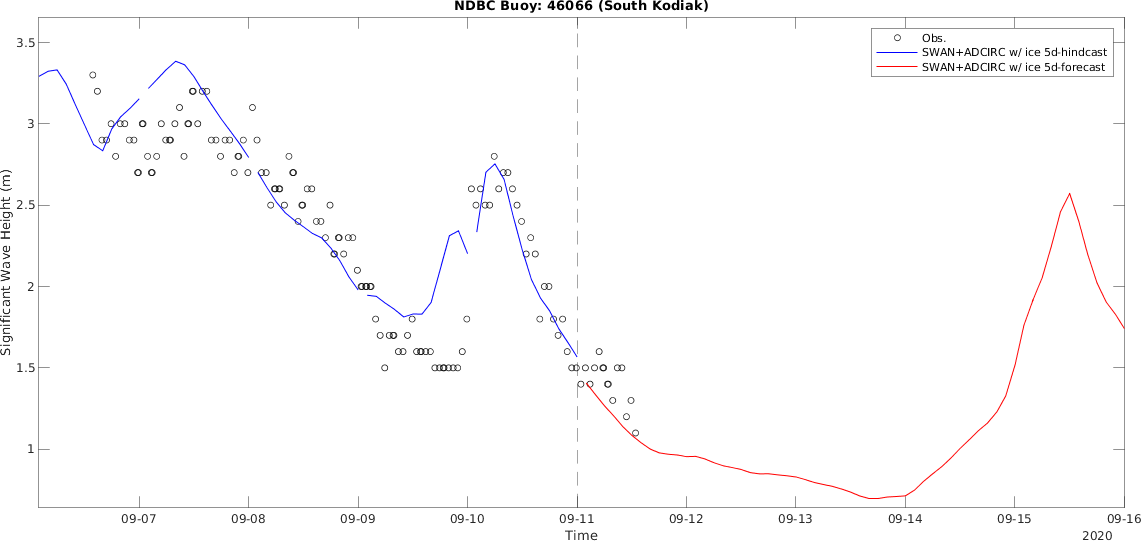 NDBC Buoy: 46066 (South Kodiak)
Obs.
SWAN+ADCIRC w/ ice 5d-hindcast
SWAN+ADCIRC w/ ice 5d-forecast
Significant Wave Height (m)
3.5
3
2.5
2
1.5
1
09-07 09-08 09-09 09-10 09-11 09-12 09-13 09-14 09-15 09-16
Time
2020